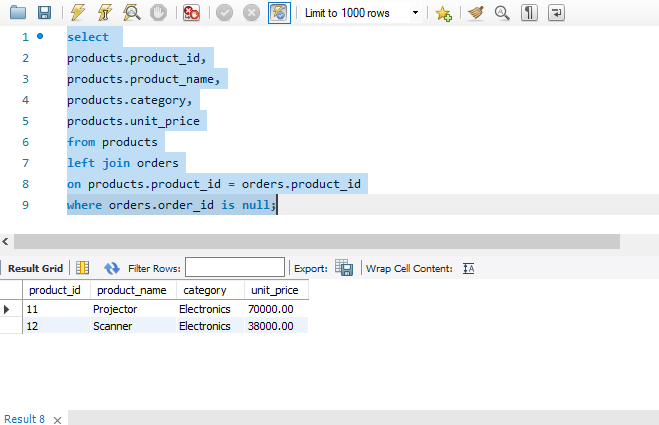 Limit to 1000 rows
1 select
2 products.product_id,
3 products.product_name,
4 products.category,
5 products.unit_price
6 from products
7 left join orders
8 on products.product_id = orders.product_id
9 where orders.order_id is null;
Result Grid Filter Rows: Export: Wrap Cell Content:
product_id product_name category unit_price
11 Projector Electronics 70000.00
12 Scanner Electronics 38000.00
Result 8